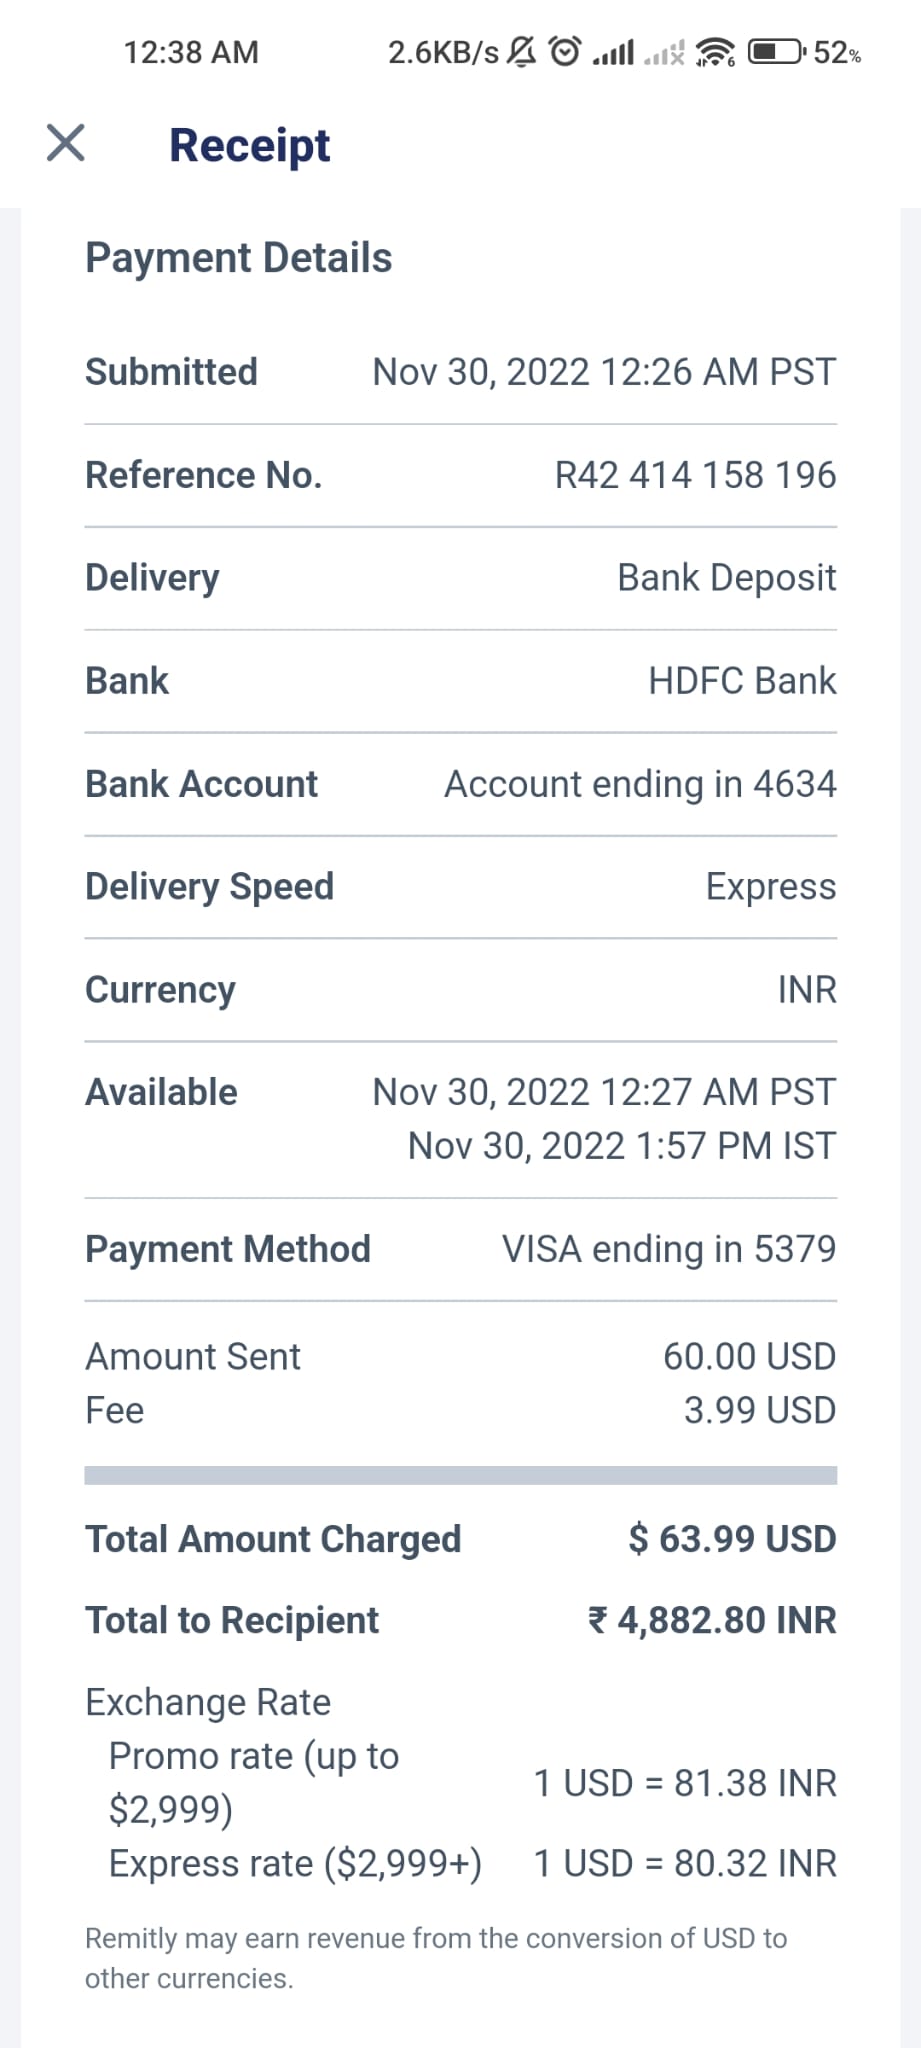 12:38 AM 2.6KB/s 6 52%
Receipt
Payment Details
Submitted Nov 30, 2022 12:26 AM PST
Reference No. R42 414 158 196
Delivery Bank Deposit
Bank HDFC Bank
Bank Account Account ending in 4634
Delivery Speed Express
Currency INR
Available Nov 30, 2022 12:27 AM PST
Nov 30, 2022 1:57 PM IST
Payment Method VISA ending in 5379
Amount Sent 60.00 USD
Fee 3.99 USD
Total Amount Charged $ 63.99 USD
Total to Recipient ₹ 4,882.80 INR
Exchange Rate
Promo rate (up to
$2,999) 1 USD = 81.38 INR
Express rate ($2,999+) 1 USD = 80.32 INR
Remitly may earn revenue from the conversion of USD to
other currencies.